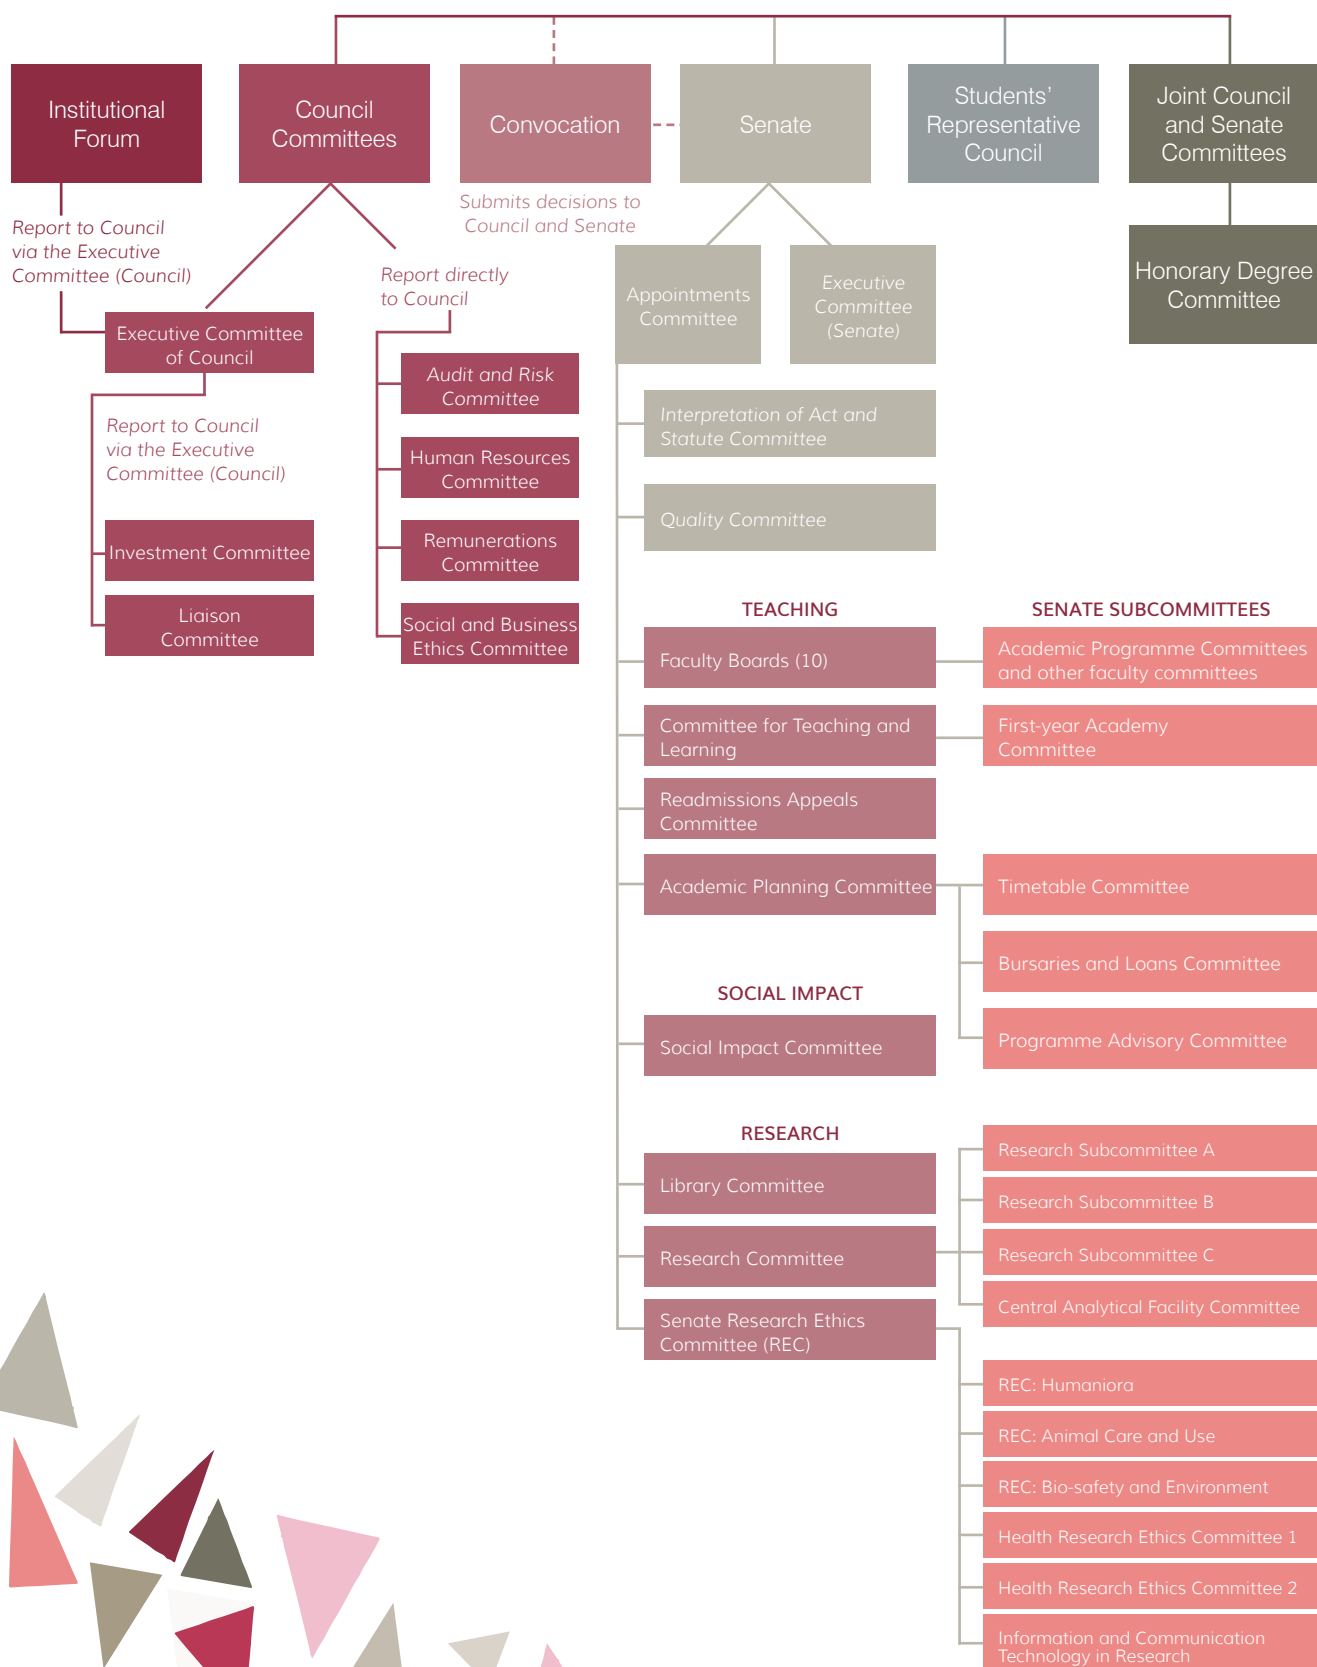 Institutional
Forum
Council
Committees
Convocation
Senate
Students’
Representative
Council
Joint Council
and Senate
Committees
Report to Council
via the Executive
Committee (Council)
Submits decisions to
Council and Senate
Report directly
to Council
Honorary Degree
Committee
Executive Committee
of Council
Report to Council
via the Executive
Committee (Council)
Investment Committee
Liaison
Committee
Audit and Risk
Committee
Human Resources
Committee
Remunerations
Committee
Social and Business
Ethics Committee
Appointments
Committee
Executive
Committee
(Senate)
Interpretation of Act and
Statute Committee
Quality Committee
TEACHING
SENATE SUBCOMMITTEES
Faculty Boards (10)
Academic Programme Committees
and other faculty committees
Committee for Teaching and
Learning
First-year Academy
Committee
Readmissions Appeals
Committee
Academic Planning Committee
Timetable Committee
Bursaries and Loans Committee
Programme Advisory Committee
SOCIAL IMPACT
Social Impact Committee
RESEARCH
Library Committee
Research Committee
Research Subcommittee A
Research Subcommittee B
Research Subcommittee C
Central Analytical Facility Committee
Senate Research Ethics
Committee (REC)
REC: Humaniora
REC: Animal Care and Use
REC: Bio-safety and Environment
Health Research Ethics Committee 1
Health Research Ethics Committee 2
Information and Communication
Technology in Research